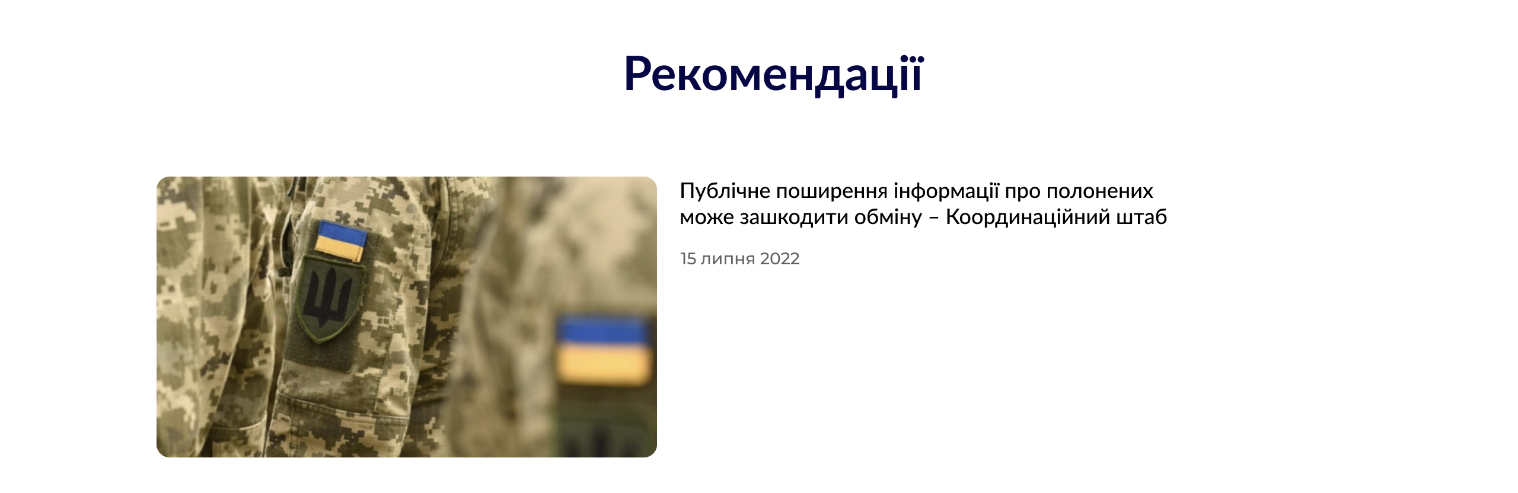 Рекомендації
Публічне поширення інформації про полонених
може зашкодити обміну – Координаційний штаб
15 липня 2022